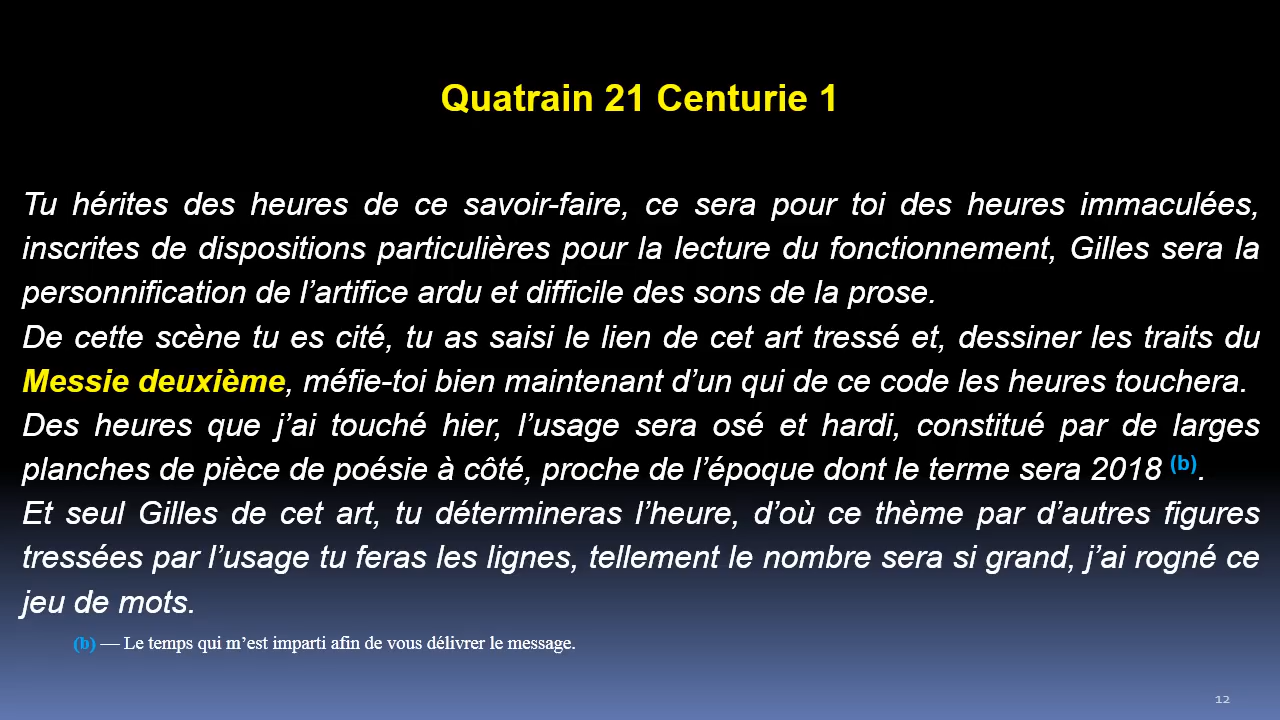 Quatrain 21 Centurie 1
Tu hérites des heures de ce savoir-faire, ce sera pour toi des heures immaculées,
inscrites de dispositions particulières pour la lecture du fonctionnement, Gilles sera la
personnification de l’artifice ardu et difficile des sons de la prose.
De cette scène tu es cité, tu as saisi le lien de cet art tressé et, dessiner les traits du
Messie deuxième, méfie-toi bien maintenant d’un qui de ce code les heures touchera.
Des heures que j’ai touché hier, l’usage sera osé et hardi, constitué par de larges
planches de pièce de poésie à côté, proche de l’époque dont le terme sera 2018 (b).
Et seul Gilles de cet art, tu détermineras l’heure, d’où ce thème par d’autres figures
tressées par l’usage tu feras les lignes, tellement le nombre sera si grand, j’ai rogné ce
jeu de mots.
(b) — Le temps qui m’est imparti afin de vous délivrer le message.
12